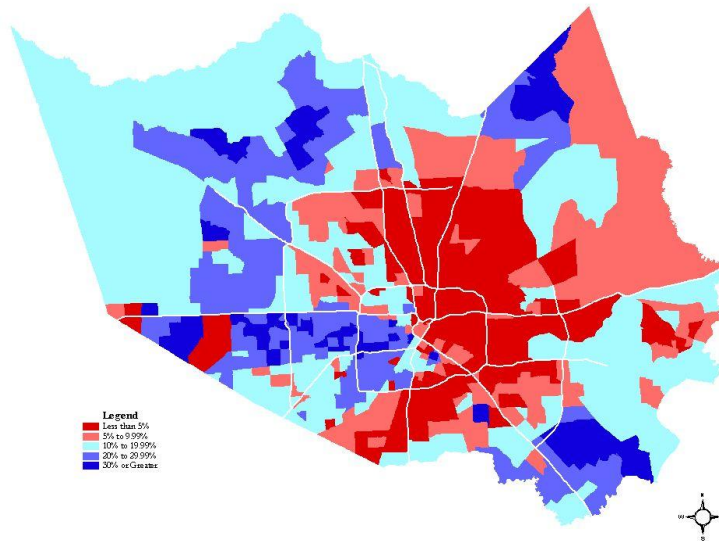 Legend
Less than 5%
5% to 9.99%
10% to 19.99%
20% to 29.99%
30% or Greater
W
S